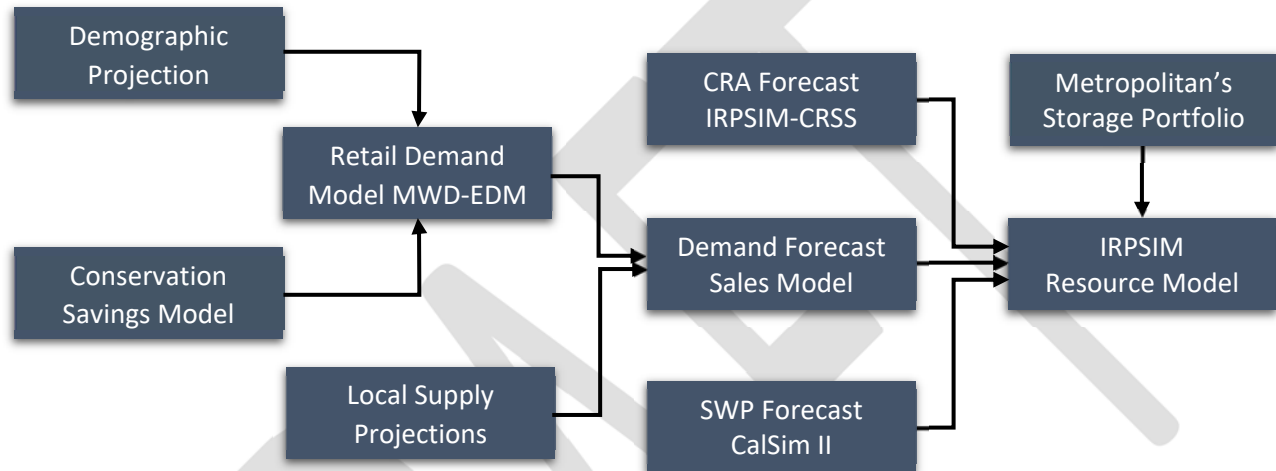 Demographic
Projection
CRA Forecast
IRPSIM-CRSS
Metropolitan’s
Storage Portfolio
Retail Demand
Model MWD-EDM
Conservation
Savings Model
Demand Forecast
Sales Model
IRPSIM
Resource Model
Local Supply
Projections
SWP Forecast
CalSim II